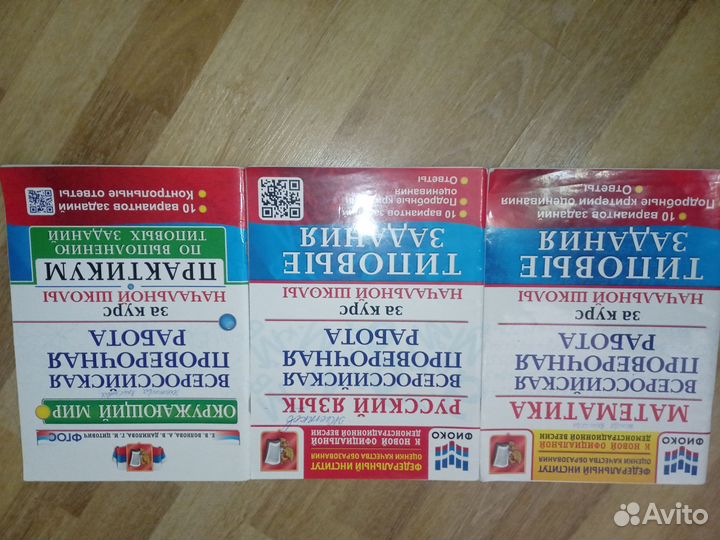 ФЕДЕРАЛЬНЫЙ ИНСТИТУТ
ОЦЕНКИ КАЧЕСТВА ОБРАЗОВАНИЯ
К НОВОЙ ОФИЦИАЛЬНОЙ
ДЕМОНСТРАЦИОННОЙ ВЕРСИИ
ФИОКО
МАТЕМАТИКА
ВСЕРОССИЙСКАЯ
ПРОВЕРОЧНАЯ
РАБОТА
за курс
НАЧАЛЬНОЙ ШКОЛЫ
ТИПОВЫЕ
ЗАДАНИЯ
10 вариантов заданий
Подробные критерии оценивания
Ответы
ФЕДЕРАЛЬНЫЙ ИНСТИТУТ
ОЦЕНКИ КАЧЕСТВА ОБРАЗОВАНИЯ
К НОВОЙ ОФИЦИАЛЬНОЙ
ДЕМОНСТРАЦИОННОЙ ВЕРСИИ
ФИОКО
РУССКИЙ ЯЗЫК
ВСЕРОССИЙСКАЯ
ПРОВЕРОЧНАЯ
РАБОТА
за курс
НАЧАЛЬНОЙ ШКОЛЫ
ТИПОВЫЕ
ЗАДАНИЯ
10 вариантов
Подробные
оценивания
Ответы
Е. В. ВОЛКОВА, А. В. ДАНИЛОВА, Г. И. ЦИТОВИЧ
ФГОС
ОКРУЖАЮЩИЙ МИР
ВСЕРОССИЙСКАЯ
ПРОВЕРОЧНАЯ
РАБОТА
за курс
НАЧАЛЬНОЙ ШКОЛЫ
ПРАКТИКУМ
ПО ВЫПОЛНЕНИЮ
ТИПОВЫХ ЗАДАНИЙ
10 вариантов заданий
Контрольные ответы
Avito